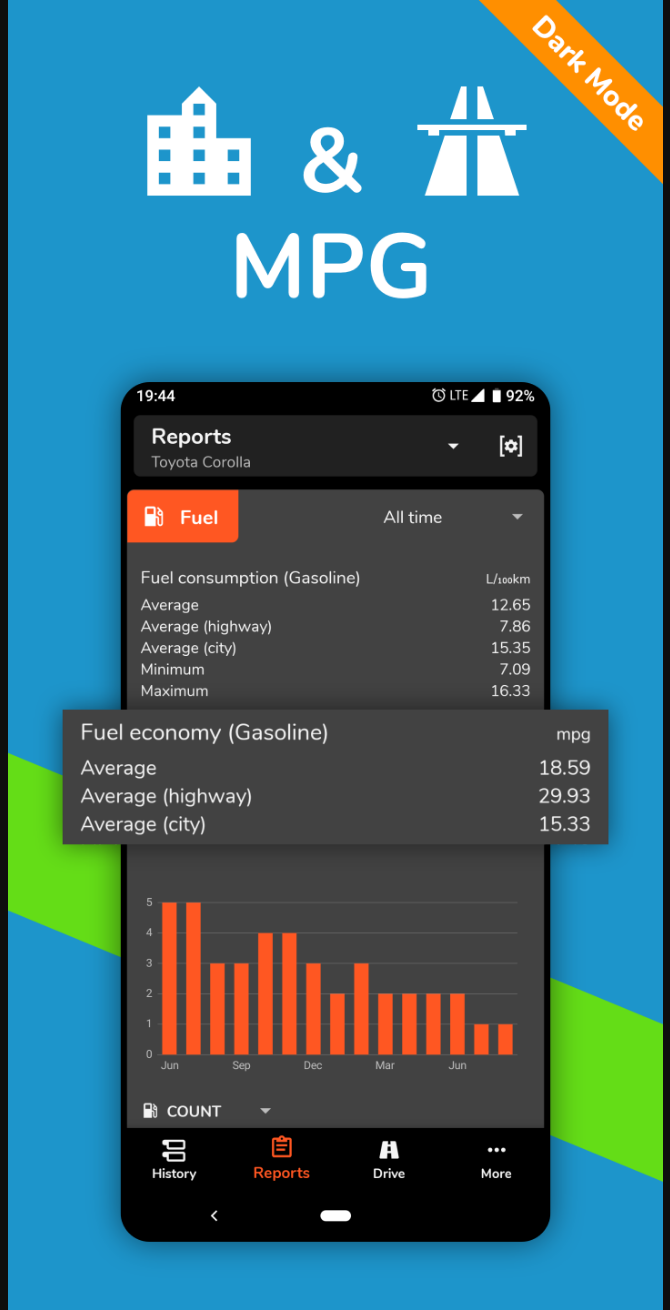 Dark Mode
&
MPG
19:44 LTE 92%
Reports
Toyota Corolla
Fuel All time
Fuel consumption (Gasoline) L/100km
Average 12.65
Average (highway) 7.86
Average (city) 15.35
Minimum 7.09
Maximum 16.33
Fuel economy (Gasoline) mpg
Average 18.59
Average (highway) 29.93
Average (city) 15.33
5
4
3
2
1
0
Jun Sep Dec Mar Jun
COUNT
History Reports Drive More